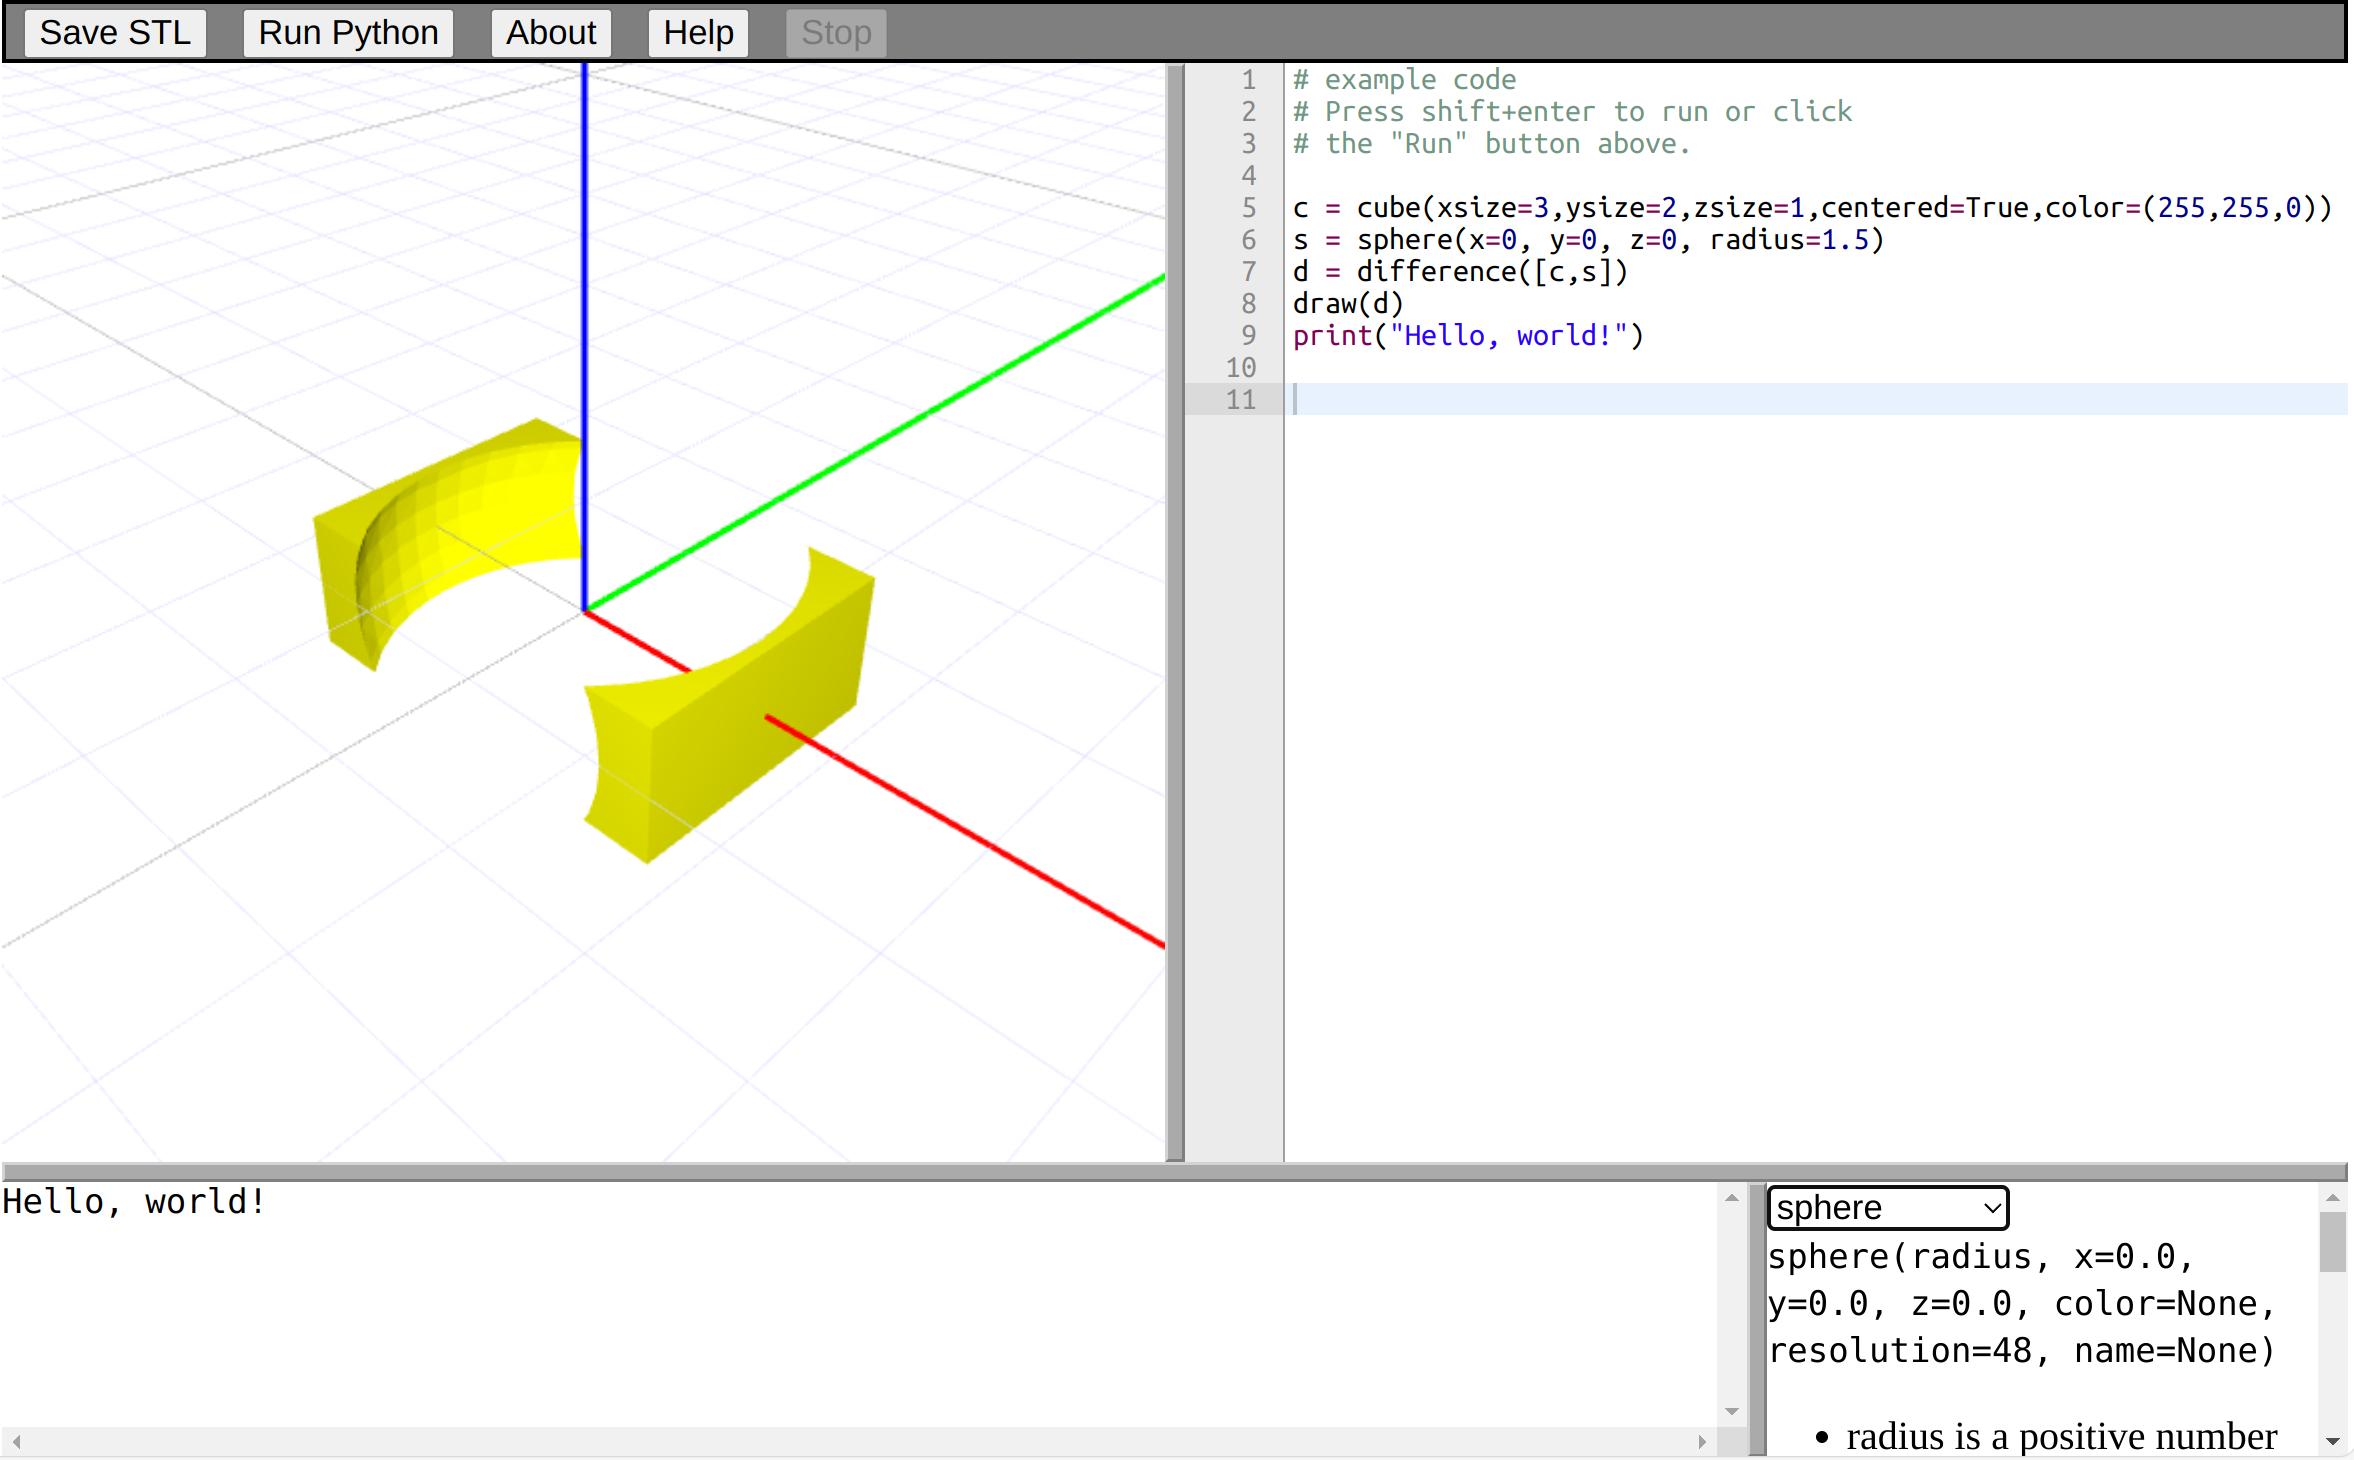 Save STL Run Python About Help Stop
1 # example code
2 # Press shift+enter to run or click
3 # the "Run" button above.
4
5 c = cube(xsize=3,ysize=2,zsize=1,centered=True,color=(255,255,0))
6 s = sphere(x=0, y=0, z=0, radius=1.5)
7 d = difference([c,s])
8 draw(d)
9 print("Hello, world!")
10
11
Hello, world!
sphere
sphere(radius, x=0.0,
y=0.0, z=0.0, color=None,
resolution=48, name=None)
• radius is a positive number